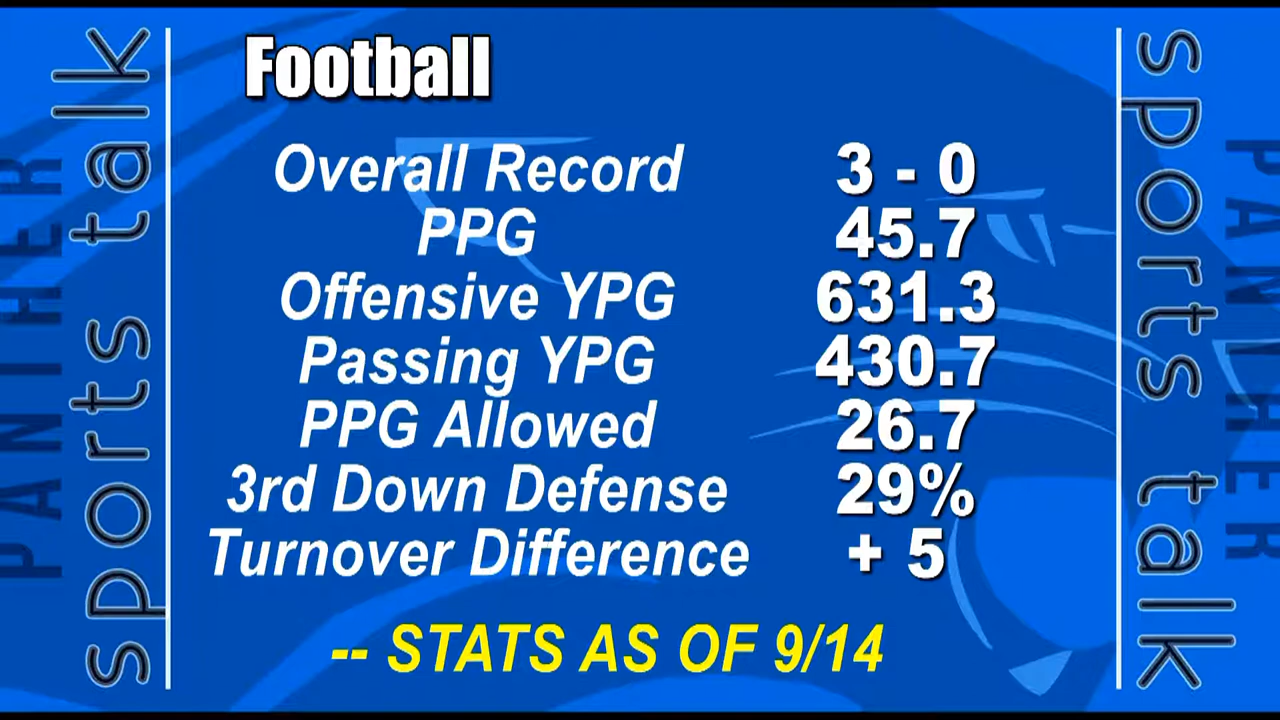 Football
Overall Record 3 - 0
PPG 45.7
Offensive YPG 631.3
Passing YPG 430.7
PPG Allowed 26.7
3rd Down Defense 29%
Turnover Difference + 5
-- STATS AS OF 9/14
PANTHER
sports talk
sports talk
PANTHER